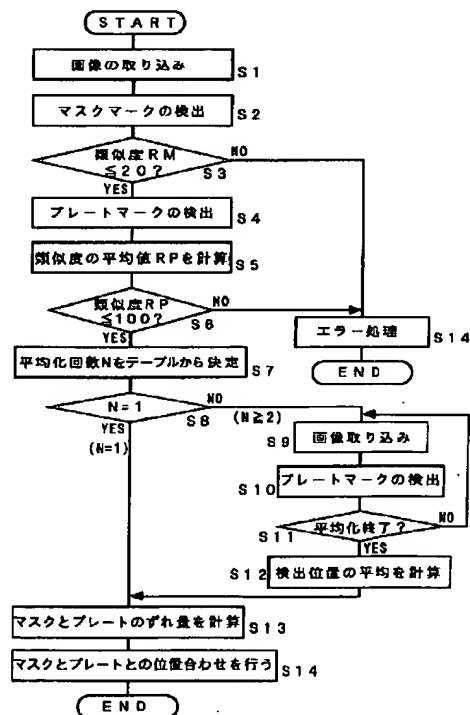 START
画像の取り込み
S1
マスクマークの検出
S2
類似度RM
≦20?
NO
S3
YES
プレートマークの検出
S4
類似度の平均値RPを計算
S5
類似度RP
≦100?
NO
S6
YES
エラー処理
S14
END
平均化回数Nをテーブルから決定
S7
N=1
NO
S8
(N≧2)
YES
(N=1)
S9
画像取り込み
S10
プレートマークの検出
S11
平均化終了?
NO
YES
S12
検出位置の平均を計算
マスクとプレートのずれ量を計算
S13
マスクとプレートとの位置合わせを行う
S14
END